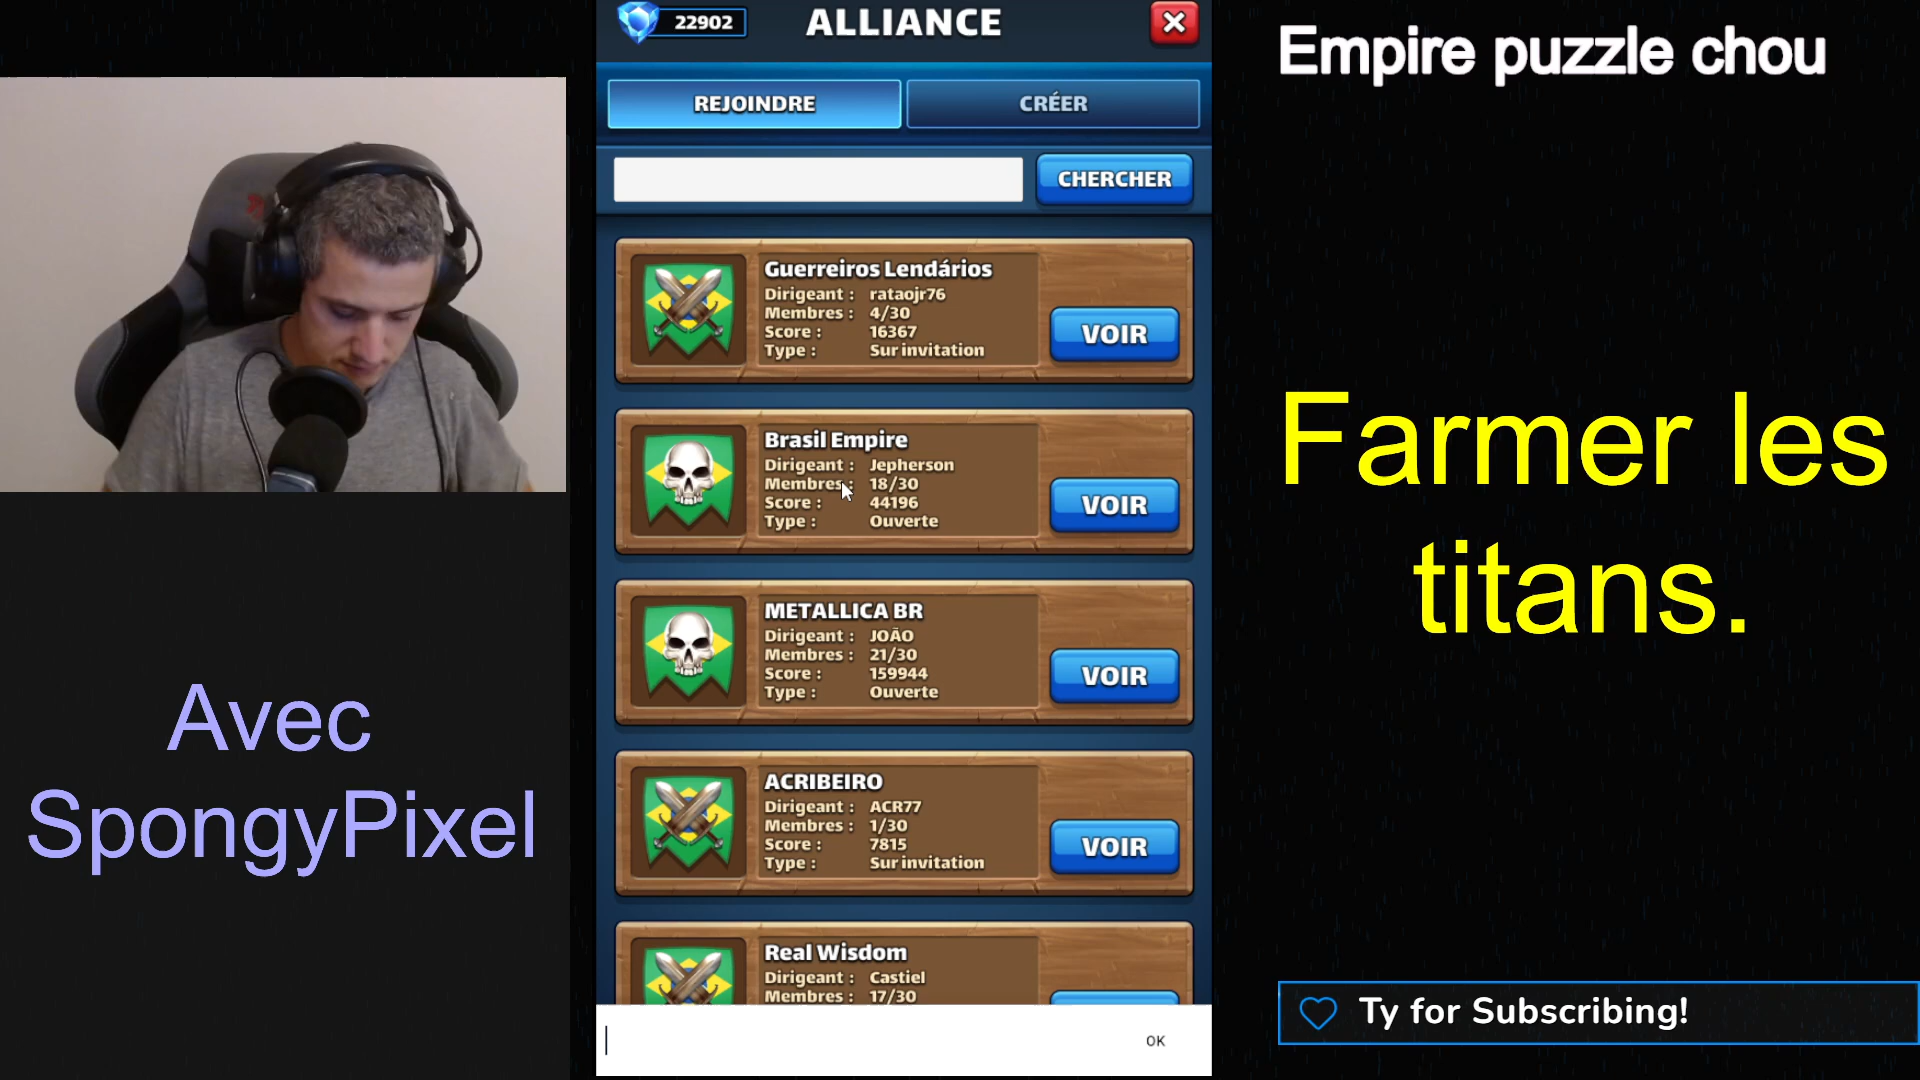 22902
ALLIANCE
REJOINDRE
CRÉER
CHERCHER
Guerreiros Lendários
Dirigeant : rataojr76
Membres : 4/30
Score : 16367
Type : Sur invitation
VOIR
Brasil Empire
Dirigeant : Jepherson
Membres : 18/30
Score : 44196
Type : Ouverte
VOIR
METALLICA BR
Dirigeant : JOÃO
Membres : 21/30
Score : 159944
Type : Ouverte
VOIR
ACRIBEIRO
Dirigeant : ACR77
Membres : 1/30
Score : 7815
Type : Sur invitation
VOIR
Real Wisdom
Dirigeant : Castiel
Membres : 17/30
OK
Avec
SpongyPixel
Empire puzzle chou
Farmer les
titans.
Ty for Subscribing!